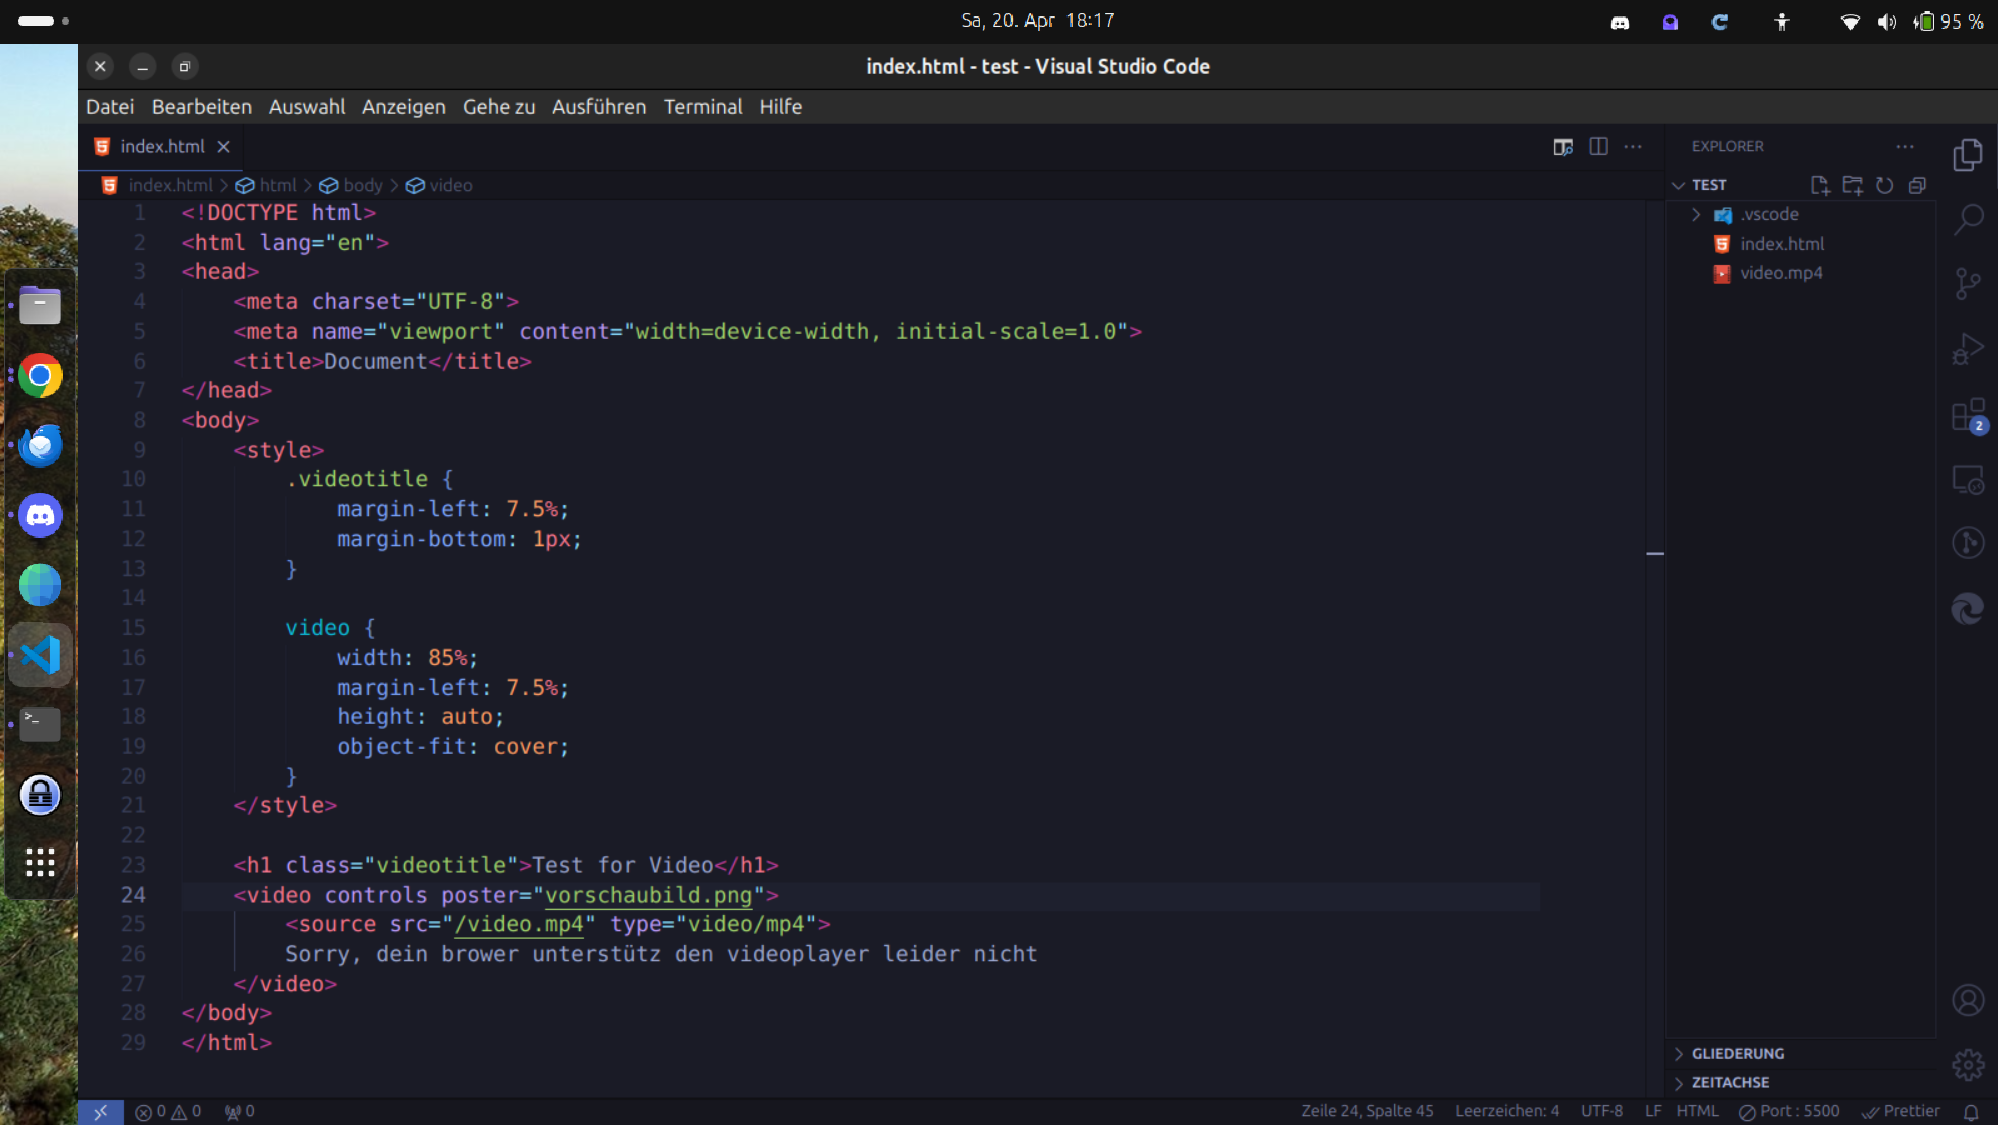 Sa, 20. Apr 18:17
95 %
index.html - test - Visual Studio Code
Datei Bearbeiten Auswahl Anzeigen Gehe zu Ausführen Terminal Hilfe
index.html
index.html > html > body > video
1 <!DOCTYPE html>
2 <html lang="en">
3 <head>
4 <meta charset="UTF-8">
5 <meta name="viewport" content="width=device-width, initial-scale=1.0">
6 <title>Document</title>
7 </head>
8 <body>
9 <style>
10 .videotitle {
11 margin-left: 7.5%;
12 margin-bottom: 1px;
13 }
14
15 video {
16 width: 85%;
17 margin-left: 7.5%;
18 height: auto;
19 object-fit: cover;
20 }
21 </style>
22
23 <h1 class="videotitle">Test for Video</h1>
24 <video controls poster="vorschaubild.png">
25 <source src="/video.mp4" type="video/mp4">
26 Sorry, dein brower unterstütz den videoplayer leider nicht
27 </video>
28 </body>
29 </html>
EXPLORER
TEST
.vscode
index.html
video.mp4
2
GLIEDERUNG
ZEITACHSE
0 0 0
Zeile 24, Spalte 45 Leerzeichen: 4 UTF-8 LF HTML Port : 5500 Prettier